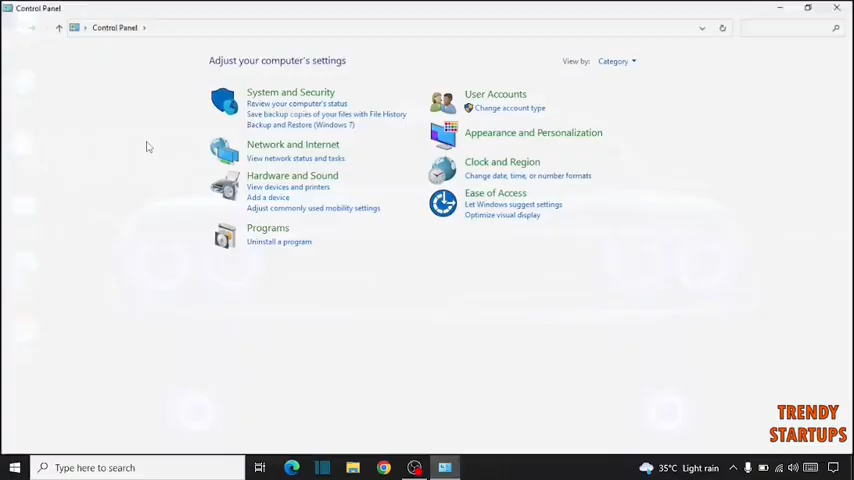 Control Panel
Control Panel
Adjust your computer's settings
View by: Category
System and Security
Review your computer's status
Save backup copies of your files with File History
Backup and Restore (Windows 7)
Network and Internet
View network status and tasks
Hardware and Sound
View devices and printers
Add a device
Adjust commonly used mobility settings
Programs
Uninstall a program
User Accounts
Change account type
Appearance and Personalization
Clock and Region
Change date, time, or number formats
Ease of Access
Let Windows suggest settings
Optimize visual display
TRENDY
STARTUPS
Type here to search
35°C Light rain